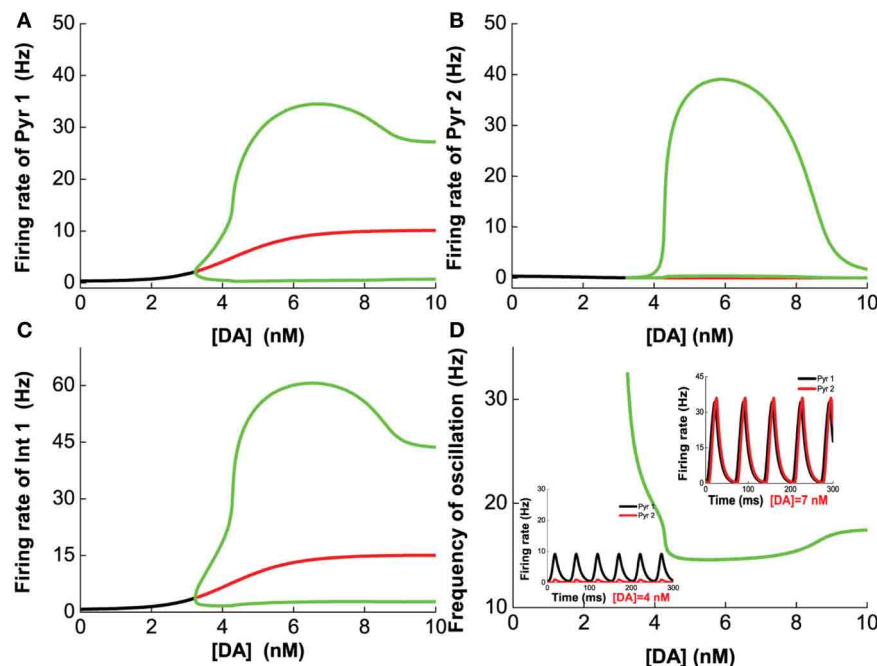 A
50
40
30
20
10
0
Firing rate of Pyr 1 (Hz)
0 2 4 6 8 10
[DA] (nM)
B
50
40
30
20
10
0
Firing rate of Pyr 2 (Hz)
0 2 4 6 8 10
[DA] (nM)
C
60
45
30
15
0
Firing rate of Int 1 (Hz)
0 2 4 6 8 10
[DA] (nM)
D
30
20
10
Frequency of oscillation (Hz)
0 2 4 6 8 10
[DA] (nM)
45
30
15
0
Firing rate (Hz)
Pyr 1
Pyr 2
0 100 200 300
Time (ms) [DA]=7 nM
30
20
10
0
Firing rate (Hz)
Pyr 1
Pyr 2
0 100 200 300
Time (ms) [DA]=4 nM